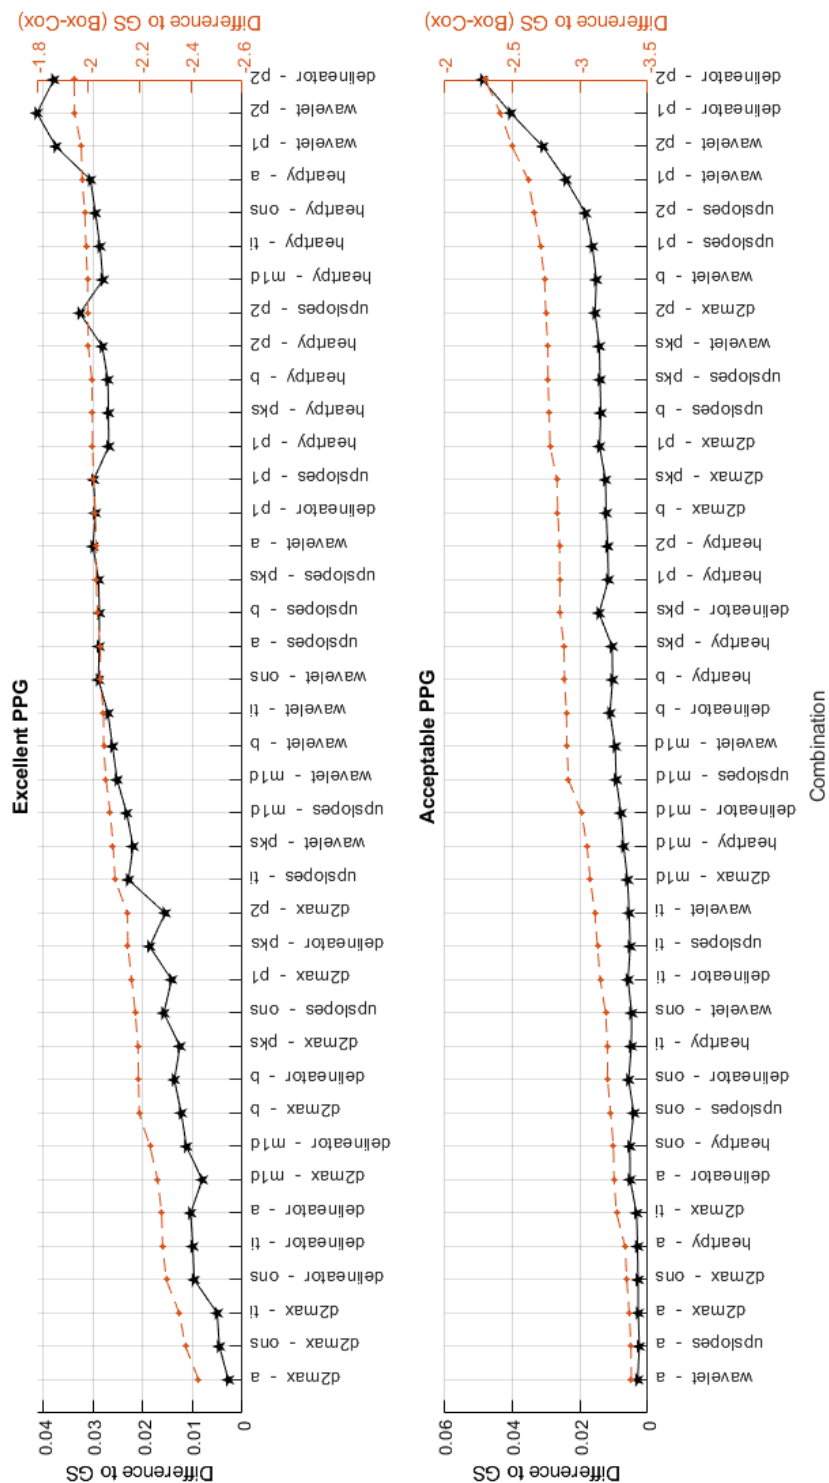 Excellent PPG
Difference to GS
0
0.01
0.02
0.03
0.04
Difference to GS (Box-Cox)
-2.6
-2.4
-2.2
-2
-1.8
d2max - a
d2max - ons
d2max - ti
delineator - ons
delineator - ti
delineator - a
d2max - m1d
delineator - m1d
d2max - b
delineator - b
d2max - pks
upslopes - ons
d2max - p1
delineator - pks
d2max - p2
upslopes - ti
wavelet - pks
upslopes - m1d
wavelet - m1d
wavelet - b
wavelet - ti
wavelet - ons
upslopes - a
upslopes - b
upslopes - pks
wavelet - a
delineator - p1
upslopes - p1
heartpy - p1
heartpy - pks
heartpy - b
heartpy - p2
upslopes - p2
heartpy - m1d
heartpy - ti
heartpy - ons
heartpy - a
wavelet - p1
wavelet - p2
delineator - p2
Acceptable PPG
Difference to GS
0
0.02
0.04
0.06
Difference to GS (Box-Cox)
-3.5
-3
-2.5
-2
wavelet - a
upslopes - a
d2max - a
d2max - ons
heartpy - a
d2max - ti
delineator - a
heartpy - ons
upslopes - ons
delineator - ons
heartpy - ti
wavelet - ons
delineator - ti
upslopes - ti
wavelet - ti
d2max - m1d
heartpy - m1d
delineator - m1d
upslopes - m1d
wavelet - m1d
delineator - b
heartpy - b
heartpy - pks
delineator - pks
heartpy - p1
heartpy - p2
d2max - b
d2max - pks
d2max - p1
upslopes - b
upslopes - pks
wavelet - pks
d2max - p2
wavelet - b
upslopes - p1
upslopes - p2
wavelet - p1
wavelet - p2
delineator - p1
delineator - p2
Combination